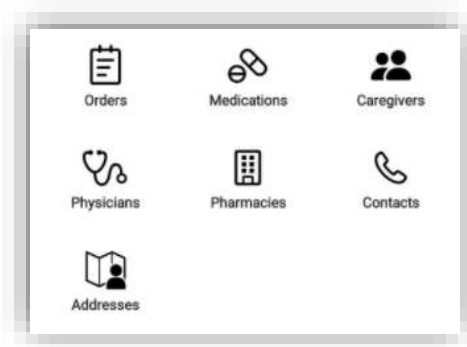 Orders Medications Caregivers
Physicians Pharmacies Contacts
Addresses